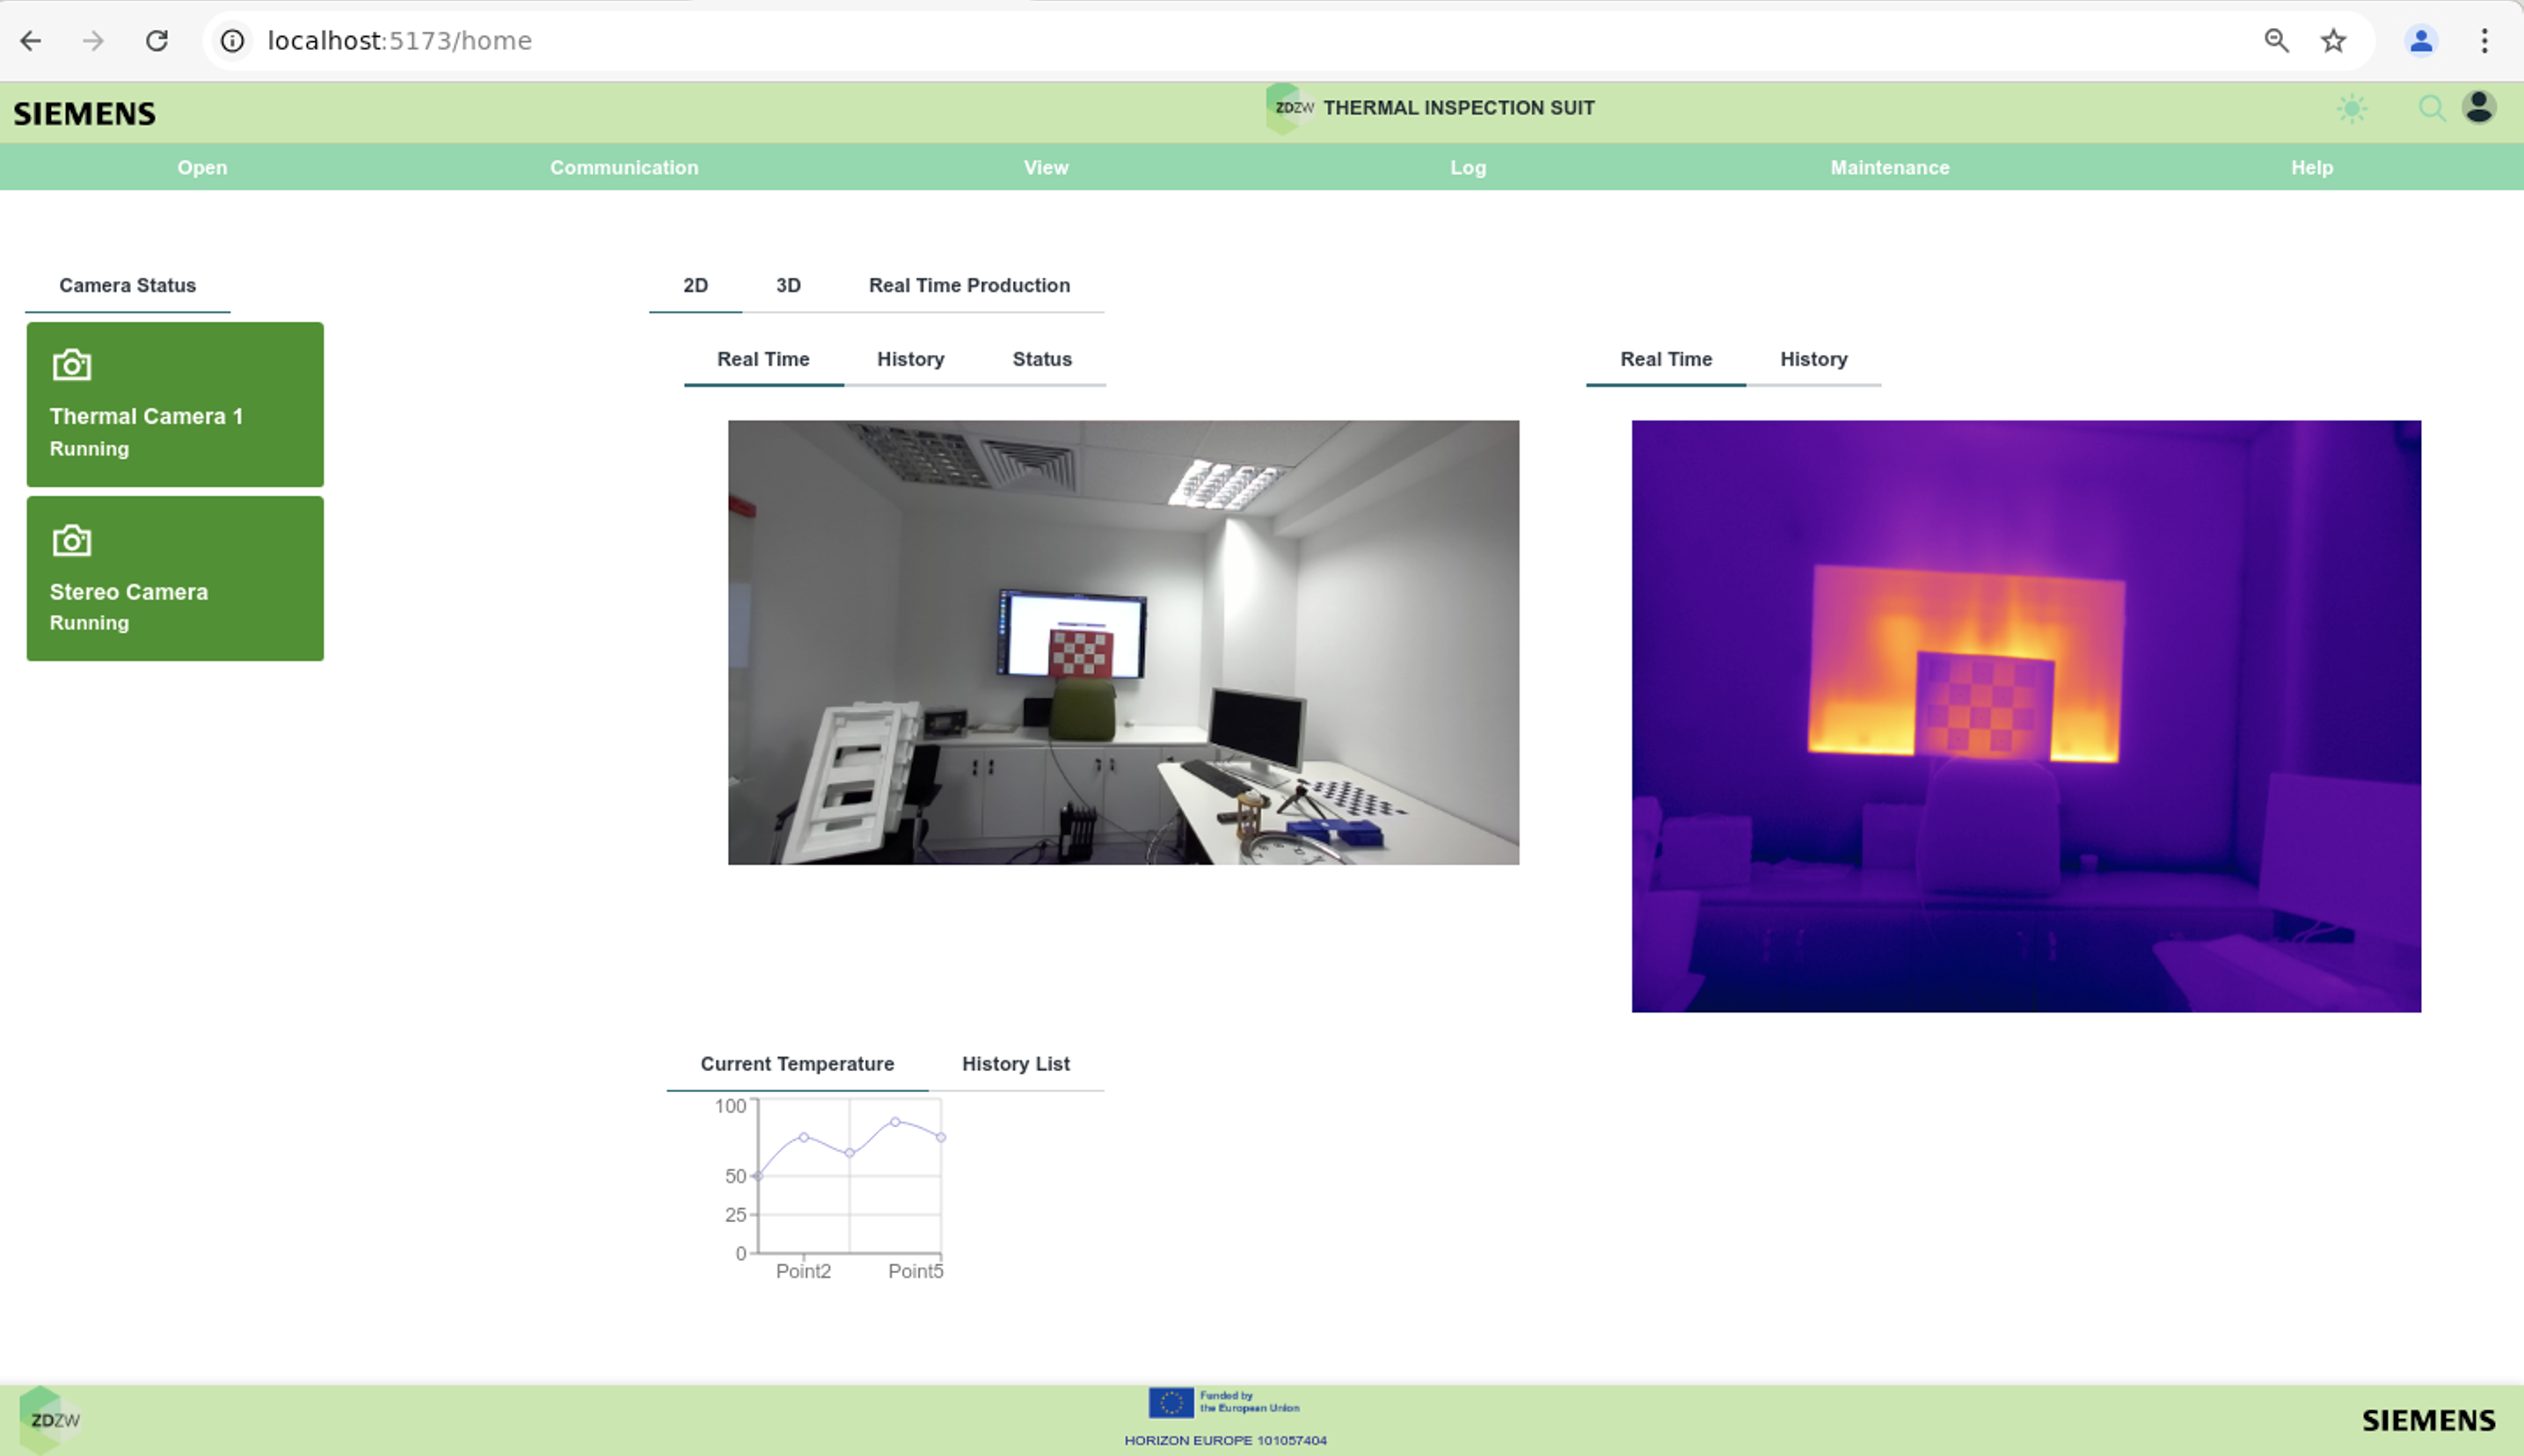 localhost:5173/home
SIEMENS
ZDZW THERMAL INSPECTION SUIT
Open Communication View Log Maintenance Help
Camera Status
2D 3D Real Time Production
Real Time History Status
Real Time History
Thermal Camera 1
Running
Stereo Camera
Running
Current Temperature History List
100
50
25
0
Point2 Point5
ZDZW
Funded by
the European Union
HORIZON EUROPE 101057404
SIEMENS